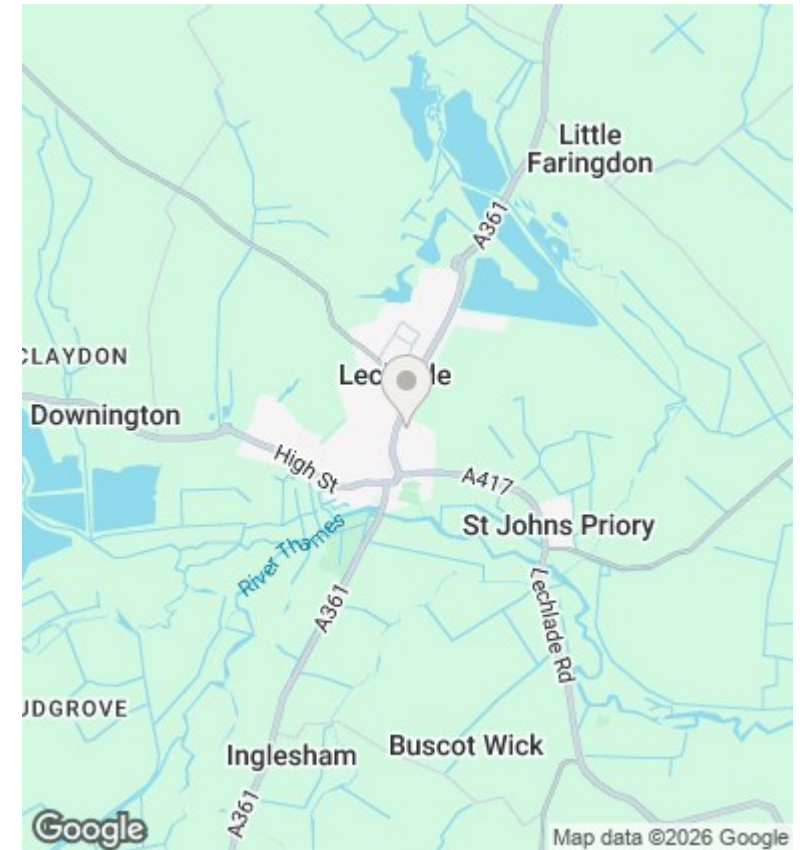 Little
Faringdon
A361
CLAYDON
Lechlade
Downington
High St
A417
St Johns Priory
River Thames
A361
Lechlade Rd
UDGROVE
Inglesham
Buscot Wick
A361
Google
Map data ©2026 Google